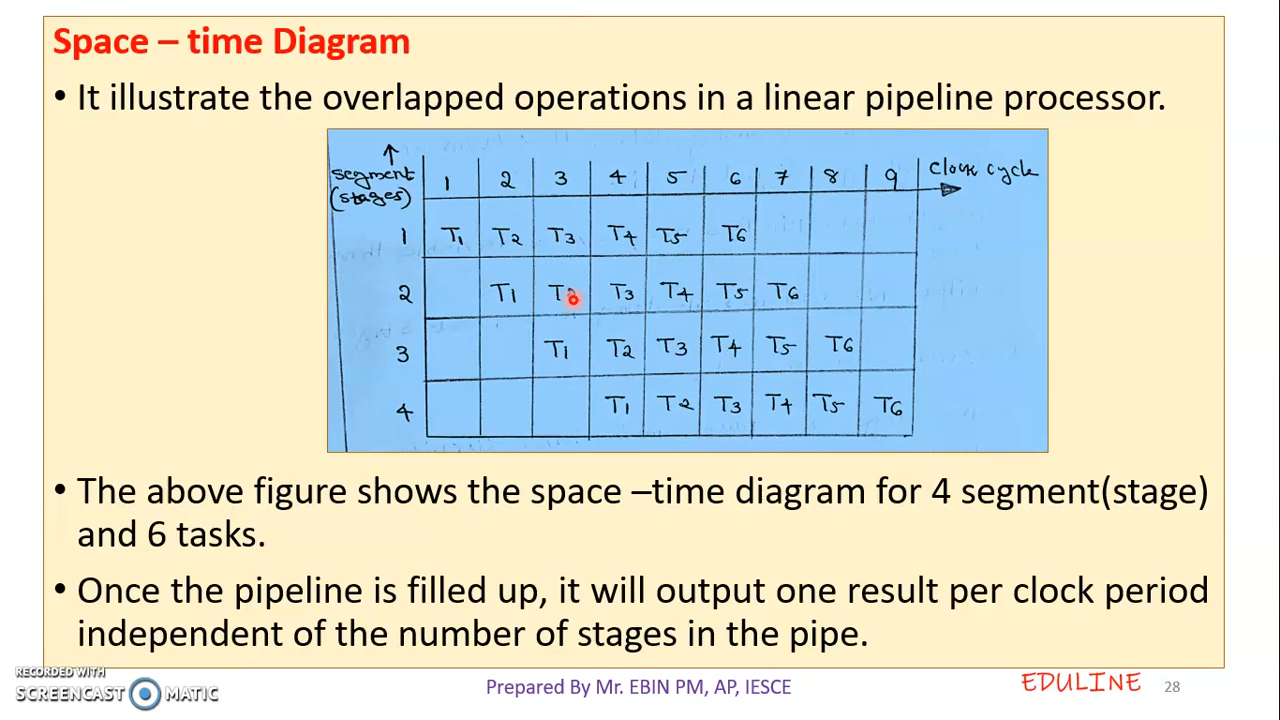 Space – time Diagram
• It illustrate the overlapped operations in a linear pipeline processor.
segment 1 2 3 4 5 6 7 8 9 Clock cycle
(stages)
1 T1 T2 T3 T4 T5 T6
2 T1 T2 T3 T4 T5 T6
3 T1 T2 T3 T4 T5 T6
4 T1 T2 T3 T4 T5 T6
• The above figure shows the space –time diagram for 4 segment(stage)
and 6 tasks.
• Once the pipeline is filled up, it will output one result per clock period
independent of the number of stages in the pipe.
RECORDED WITH
SCREENCAST MATIC
Prepared By Mr. EBIN PM, AP, IESCE
EDULINE
28